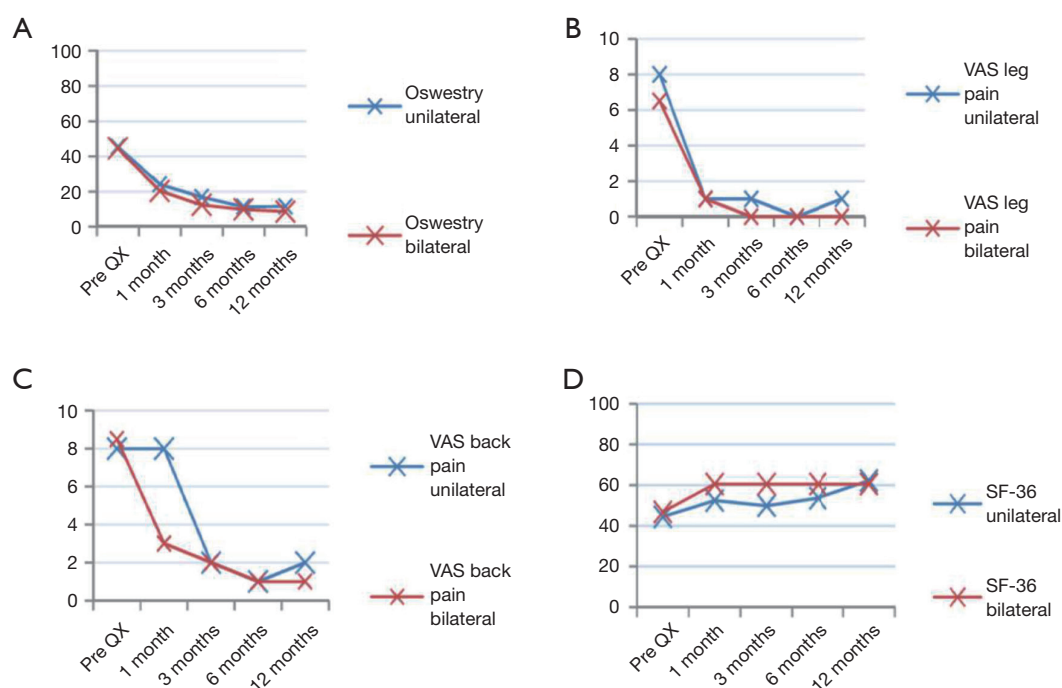 A
100
80
60
40
20
0
Pre QX
1 month
3 months
6 months
12 months
Oswestry
unilateral
Oswestry
bilateral
B
10
8
6
4
2
0
Pre QX
1 month
3 months
6 months
12 months
VAS leg
pain
unilateral
VAS leg
pain
bilateral
C
10
8
6
4
2
0
Pre QX
1 month
3 months
6 months
12 months
VAS back
pain
unilateral
VAS back
pain
bilateral
D
100
80
60
40
20
0
Pre QX
1 month
3 months
6 months
12 months
SF-36
unilateral
SF-36
bilateral